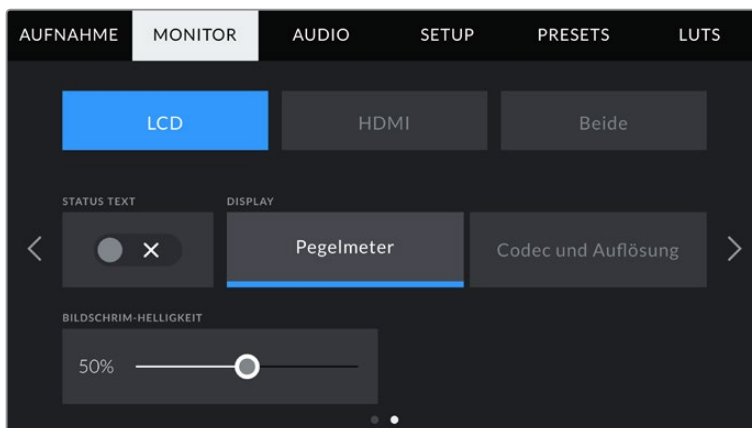 AUFNAHME MONITOR AUDIO SETUP PRESETS LUTS
LCD HDMI Beide
STATUS TEXT DISPLAY
Pegelmeter Codec und Auflösung
BILDSCHRIM-HELLIGKEIT
50%